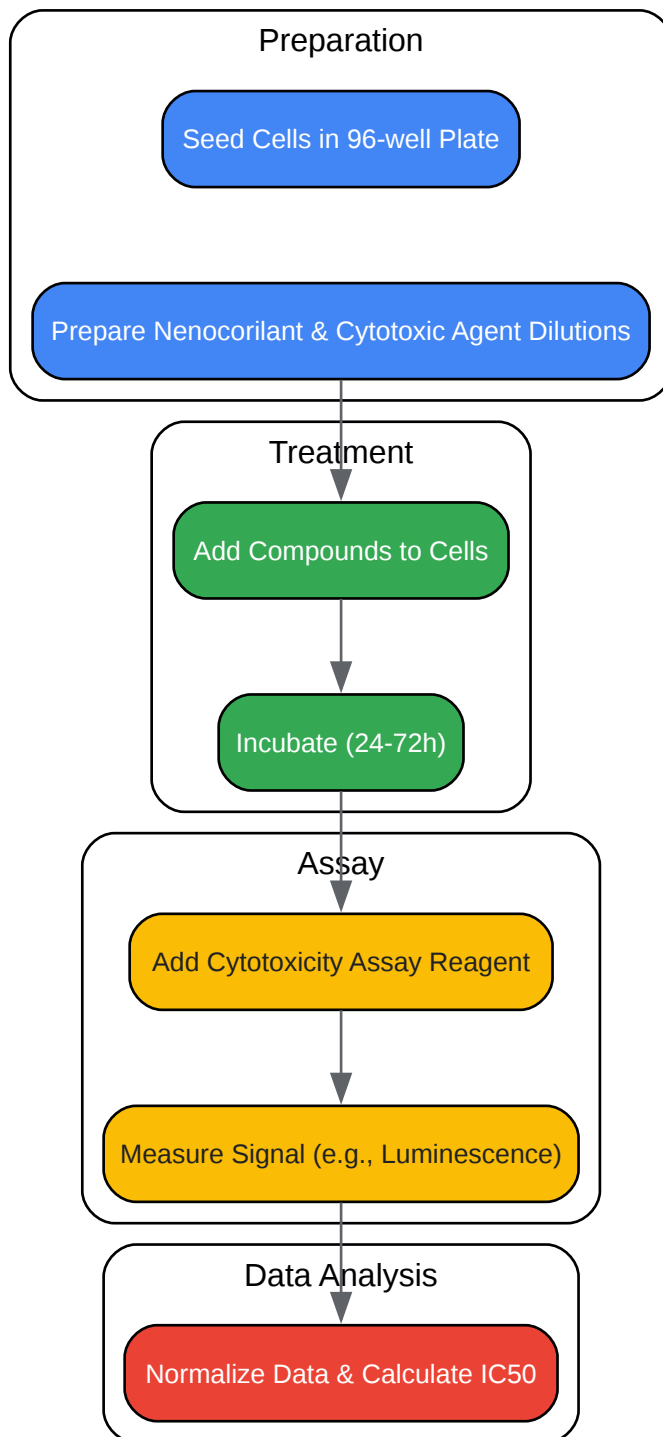 Preparation
Seed Cells in 96-well Plate
Prepare Nenocorilant & Cytotoxic Agent Dilutions
Treatment
Add Compounds to Cells
Incubate (24-72h)
Assay
Add Cytotoxicity Assay Reagent
Measure Signal (e.g., Luminescence)
Data Analysis
Normalize Data & Calculate IC50